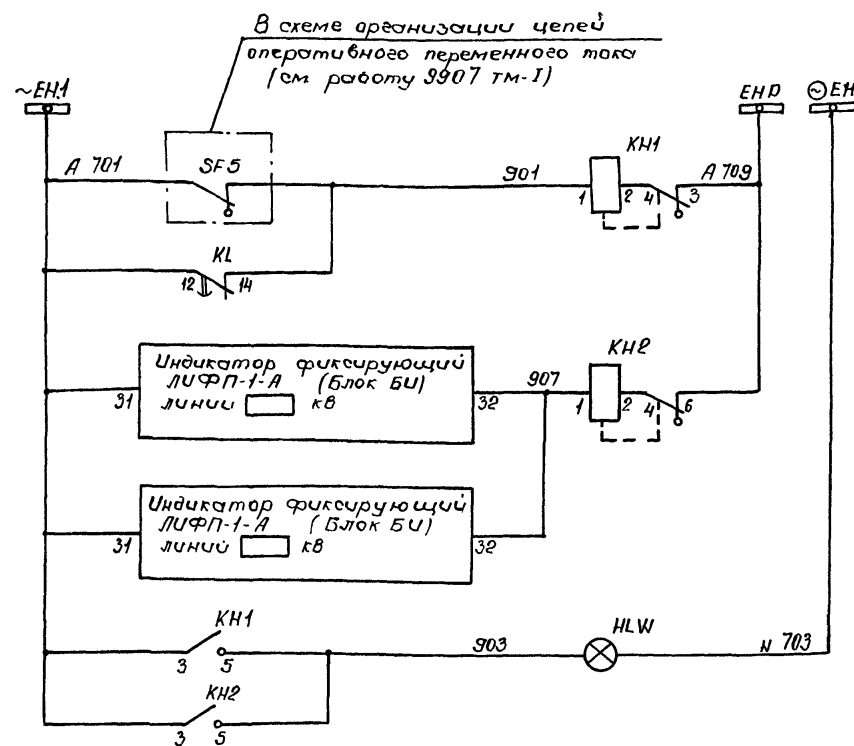 В схеме организации цепей
оперативного переменного тока
(см работу 9907 тм-I)
~EH.1
EHP
⊙EH
A 701
SF5
901
KH1
A 709
1
2
4
3
KL
12
14
Индикатор фиксирующий
ЛИФП-1-А (Блок БИ)
линий кв
31
32
907
KH2
1
2
4
6
Индикатор фиксирующий
ЛИФП-1-А (Блок БИ)
линий кв
31
32
KH1
3
5
903
HLW
N 703
KH2
3
5